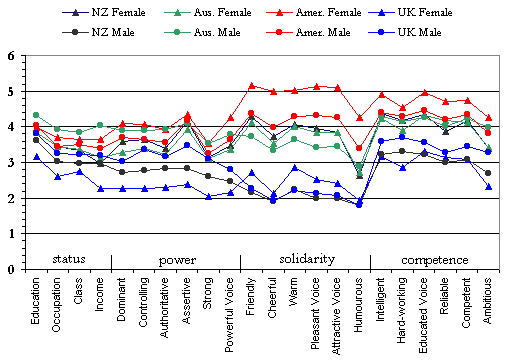 NZ Female Aus. Female Amer. Female UK Female
NZ Male Aus. Male Amer. Male UK Male
6
5
4
3
2
1
0
status power solidarity competence
Education
Occupation
Class
Income
Dominant
Controlling
Authoritative
Assertive
Strong
Powerful Voice
Friendly
Cheerful
Warm
Pleasant Voice
Attractive Voice
Humourous
Intelligent
Hard-working
Educated Voice
Reliable
Competent
Ambitious